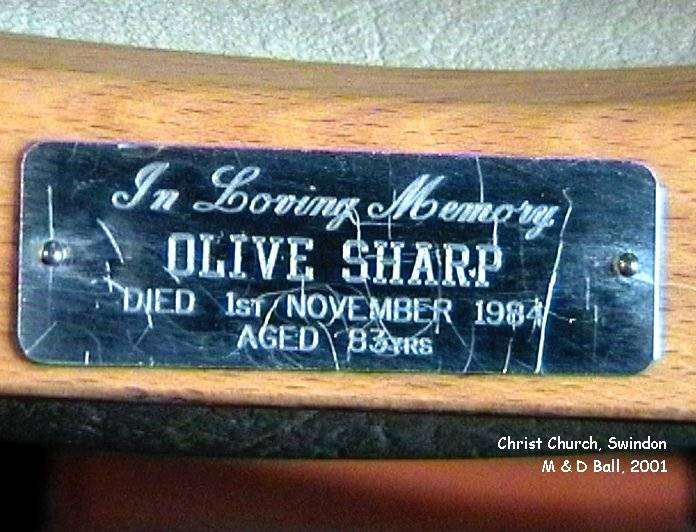 In Loving Memory
OLIVE SHARP
DIED 1ST NOVEMBER 1984
AGED 83YRS
Christ Church, Swindon
M & D Ball, 2001